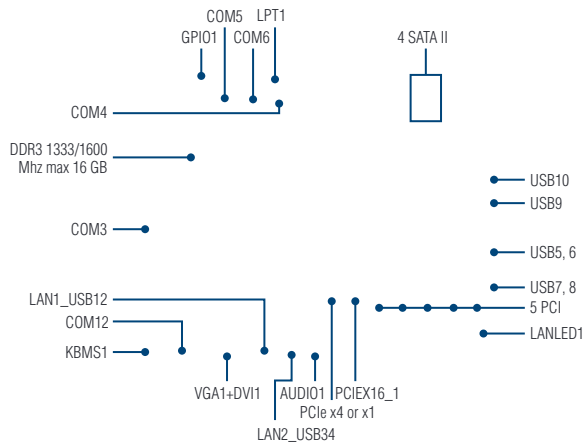 COM5
LPT1
GPIO1
COM6
4 SATA II
COM4
DDR3 1333/1600
Mhz max 16 GB
USB10
USB9
COM3
USB5, 6
USB7, 8
LAN1_USB12
5 PCI
COM12
LANLED1
KBMS1
VGA1+DVI1
AUDIO1
PCIEX16_1
PCIe x4 or x1
LAN2_USB34